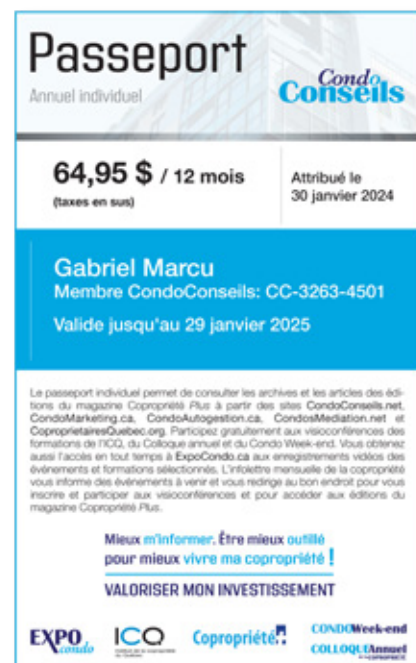 Passeport
Annuel individuel
Condo
Conseils
64,95 $ / 12 mois
(taxes en sus)
Attribué le
30 janvier 2024
Gabriel Marcu
Membre CondoConseils: CC-3263-4501
Valide jusqu'au 29 janvier 2025
Le passeport individuel permet de consulter les archives et les articles des édi-
tions du magazine Copropriété Plus à partir des sites CondoConseils.net,
CondoMarketing.ca, CondoAutogestion.ca, CondosMediation.net et
CoproprietairesQuebec.org. Participez gratuitement aux visioconférences des
formations de l'ICQ, du Colloque annuel et du Condo Week-end. Vous obtenez
aussi l'accès en tout temps à ExpoCondo.ca aux enregistrements vidéos des
événements et formations sélectionnés. L'infolettre mensuelle de la copropriété
vous informe des événements à venir et vous redirige au bon endroit pour vous
inscrire et participer aux visioconférences et pour accéder aux éditions du
magazine Copropriété Plus.
Mieux m'informer. Être mieux outillé
pour mieux vivre ma copropriété !
VALORISER MON INVESTISSEMENT
EXPO
condo
ICQ
Copropriété
CONDOWeek-end
COLLOQUEAnnuel